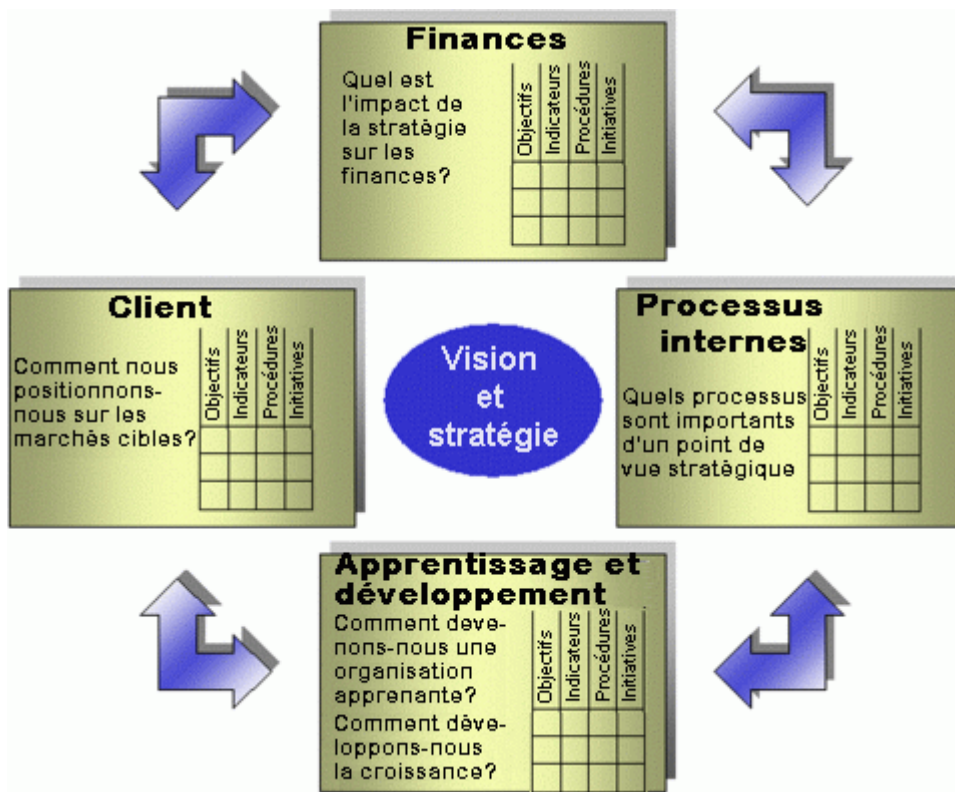 Finances
Quel est
l'impact de
la stratégie
sur les
finances?
Objectifs
Indicateurs
Procédures
Initiatives
Client
Comment nous
positionnons-
nous sur les
marchés cibles?
Objectifs
Indicateurs
Procédures
Initiatives
Vision
et
stratégie
Processus
internes
Quels processus
sont importants
d'un point de
vue stratégique
Objectifs
Indicateurs
Procédures
Initiatives
Apprentissage et
développement
Comment deve-
nons-nous une
organisation
apprenante?
Comment déve-
loppons-nous
la croissance?
Objectifs
Indicateurs
Procédures
Initiatives